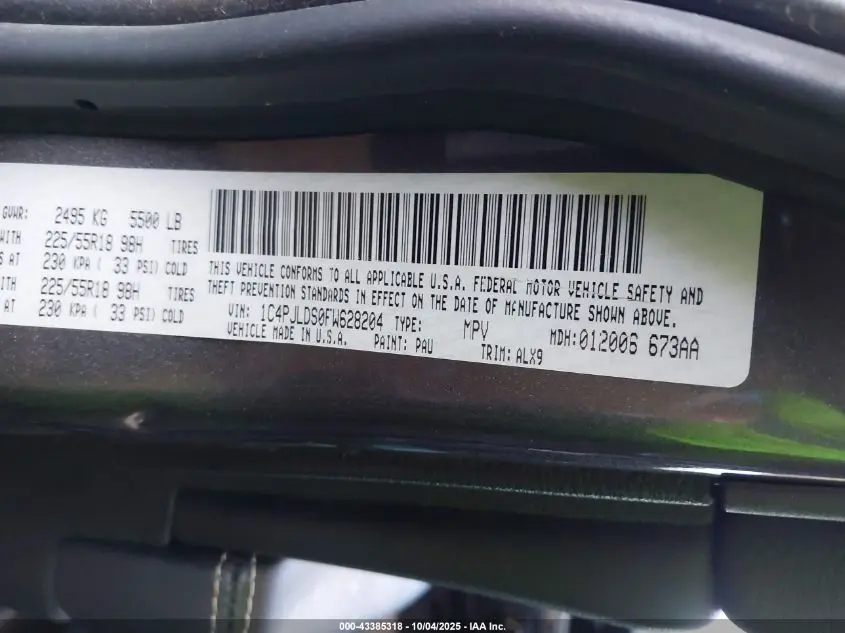 GVWR: 2495 KG 5500 LB
WITH 225/55R18 98H TIRES
S AT 230 KPA ( 33 PSI) COLD
ITH 225/55R18 98H TIRES
AT 230 KPA ( 33 PSI) COLD
THIS VEHICLE CONFORMS TO ALL APPLICABLE U.S.A. FEDERAL MOTOR VEHICLE SAFETY AND
THEFT PREVENTION STANDARDS IN EFFECT ON THE DATE OF MANUFACTURE SHOWN ABOVE.
VIN: 1C4PJLDS0FW628204 TYPE: MPV MDH:012006 673AA
VEHICLE MADE IN U.S.A. PAINT: PAU TRIM: ALX9
000-43385318 - 10/04/2025 - IAA Inc.